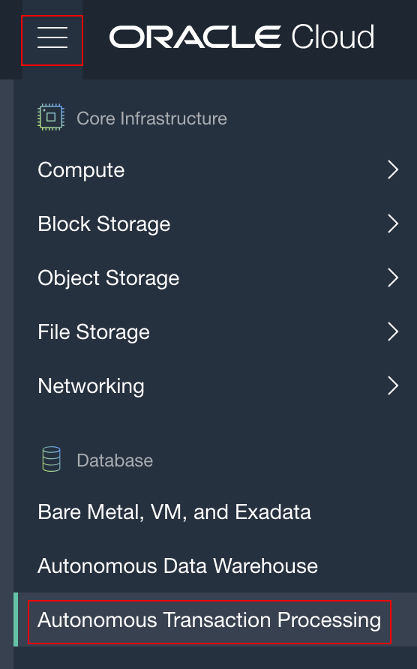 ORACLE Cloud
Core Infrastructure
Compute
Block Storage
Object Storage
File Storage
Networking
Database
Bare Metal, VM, and Exadata
Autonomous Data Warehouse
Autonomous Transaction Processing